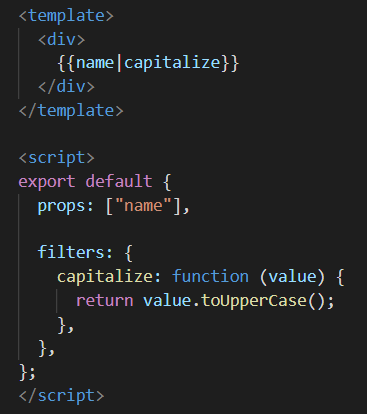 <template>
  <div>
    {{name|capitalize}}
  </div>
</template>

<script>
export default {
  props: ["name"],

  filters: {
    capitalize: function (value) {
      return value.toUpperCase();
    },
  },
};
</script>